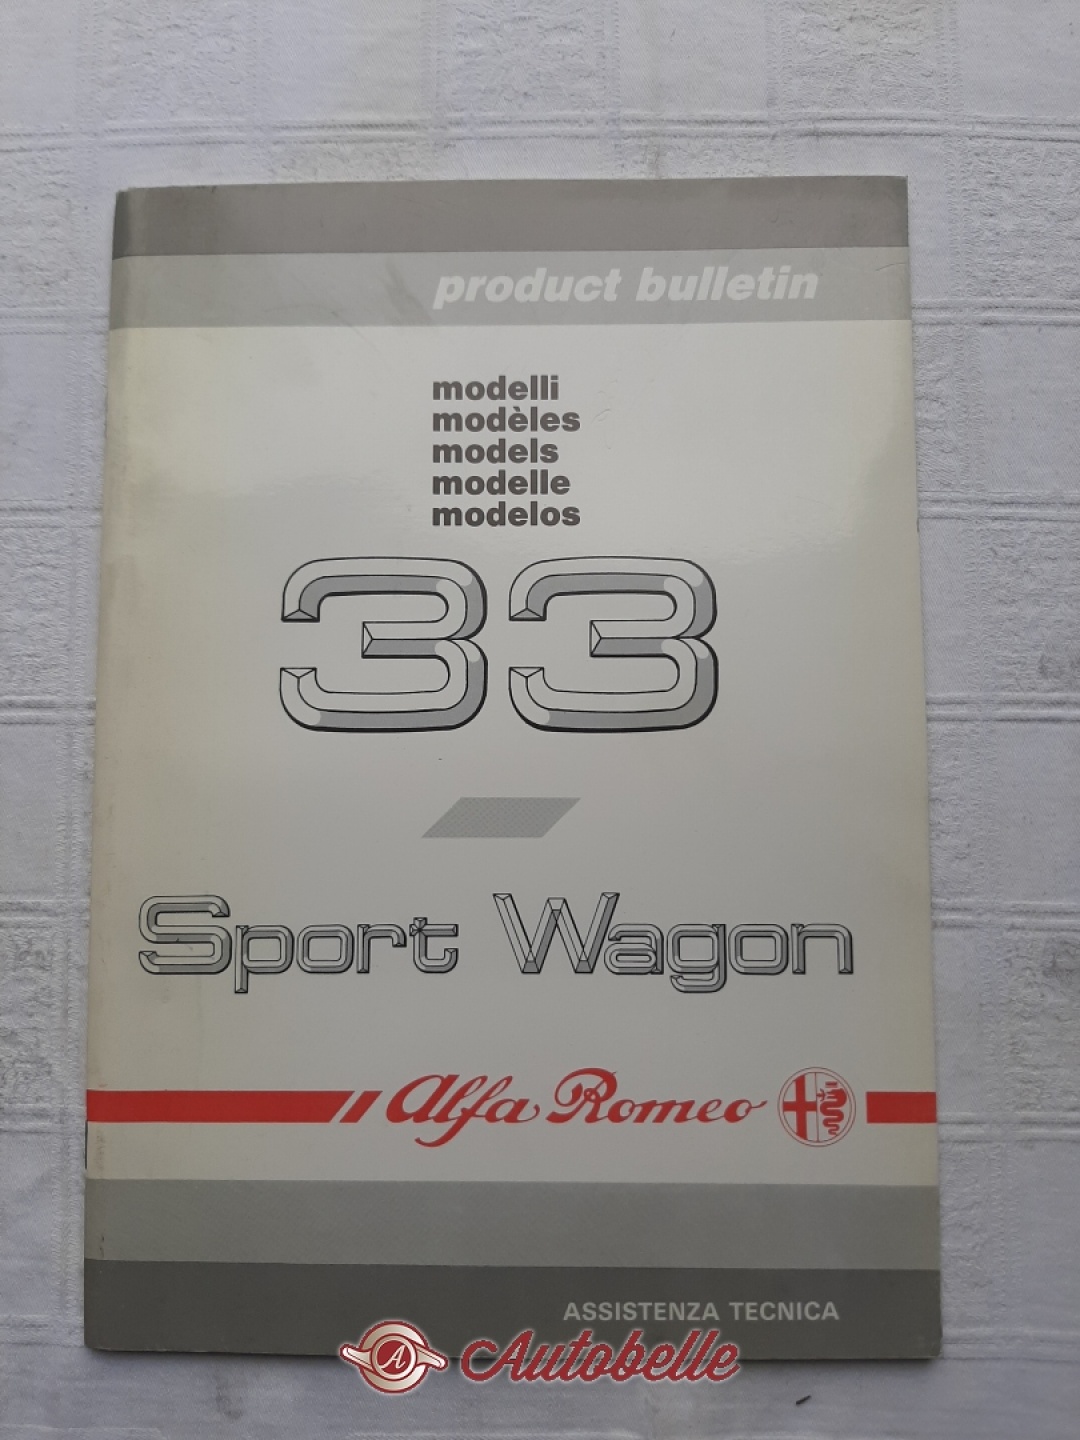 product bulletin
modelli
modèles
models
modelle
modelos
33
Sport Wagon
Alfa Romeo
ASSISTENZA TECNICA
A Autobelle